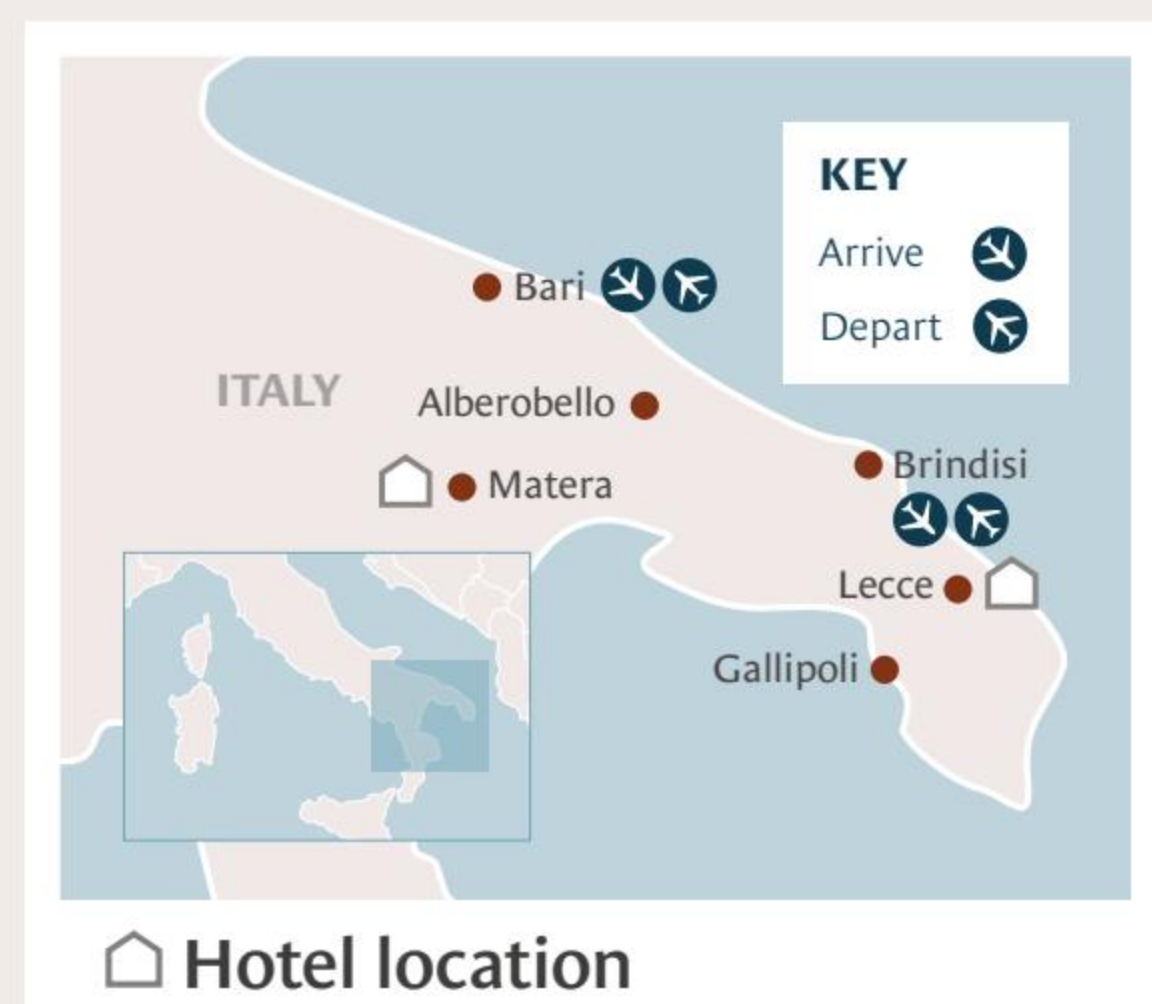 KEY
Arrive
Depart
Bari
ITALY
Alberobello
Matera
Brindisi
Lecce
Gallipoli
Hotel location